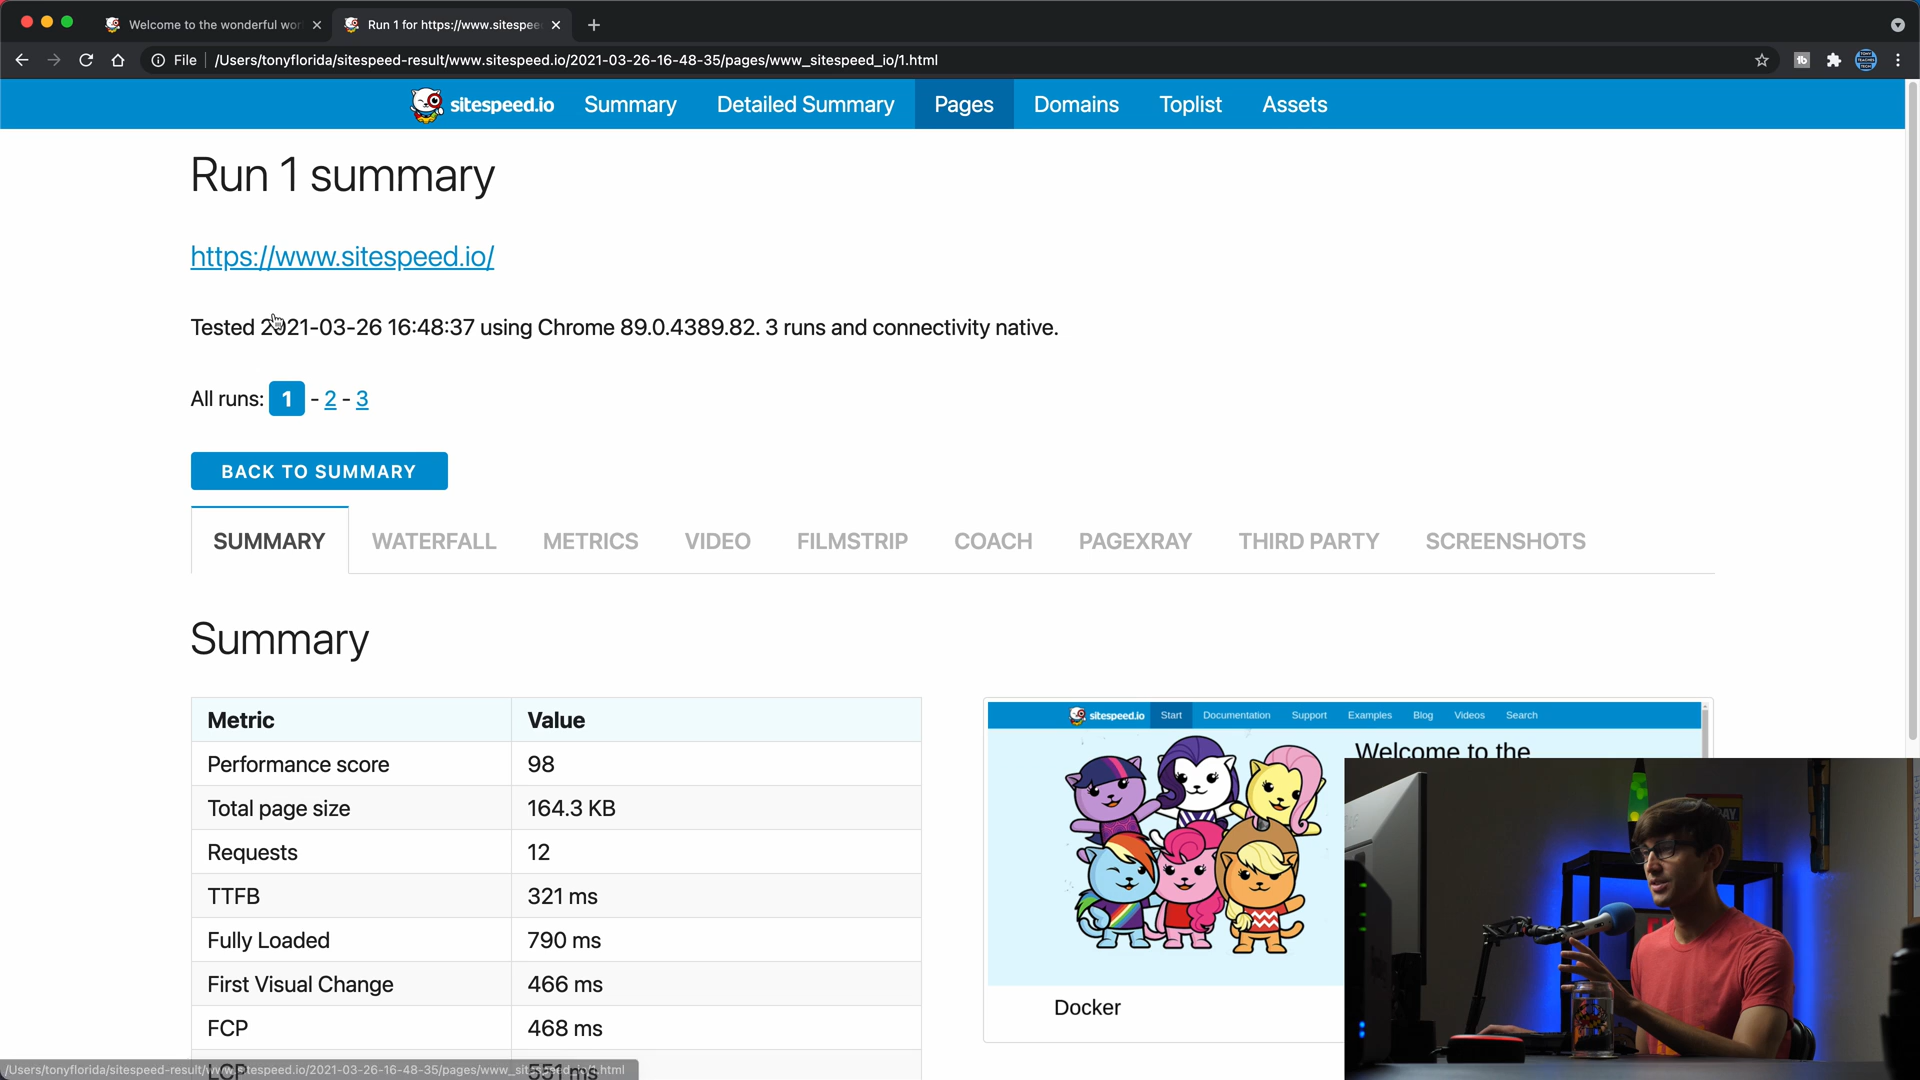 Welcome to the wonderful wor
Run 1 for https://www.sitespee
File
/Users/tonyflorida/sitespeed-result/www.sitespeed.io/2021-03-26-16-48-35/pages/www_sitespeed_io/1.html
sitespeed.io Summary Detailed Summary Pages Domains Toplist Assets
Run 1 summary
https://www.sitespeed.io/
Tested 2021-03-26 16:48:37 using Chrome 89.0.4389.82. 3 runs and connectivity native.
All runs: 1 - 2 - 3
BACK TO SUMMARY
SUMMARY WATERFALL METRICS VIDEO FILMSTRIP COACH PAGEXRAY THIRD PARTY SCREENSHOTS
Summary
Metric Value
Performance score 98
Total page size 164.3 KB
Requests 12
TTFB 321 ms
Fully Loaded 790 ms
First Visual Change 466 ms
FCP 468 ms
LCP 551 ms
sitespeed.io Start Documentation Support Examples Blog Videos Search
Welcome to the
Docker